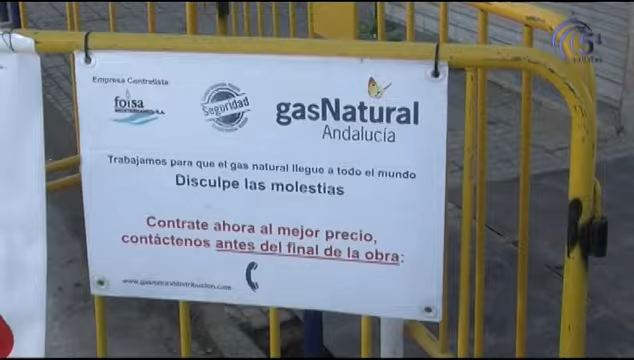 Empresa Contratista
foisa
MEDITERRANEO S.A.
Seguridad
gasNatural
Andalucía
Trabajamos para que el gas natural llegue a todo el mundo
Disculpe las molestias
Contrate ahora al mejor precio,
contáctenos antes del final de la obra:
www.gasnaturaldistribucion.com